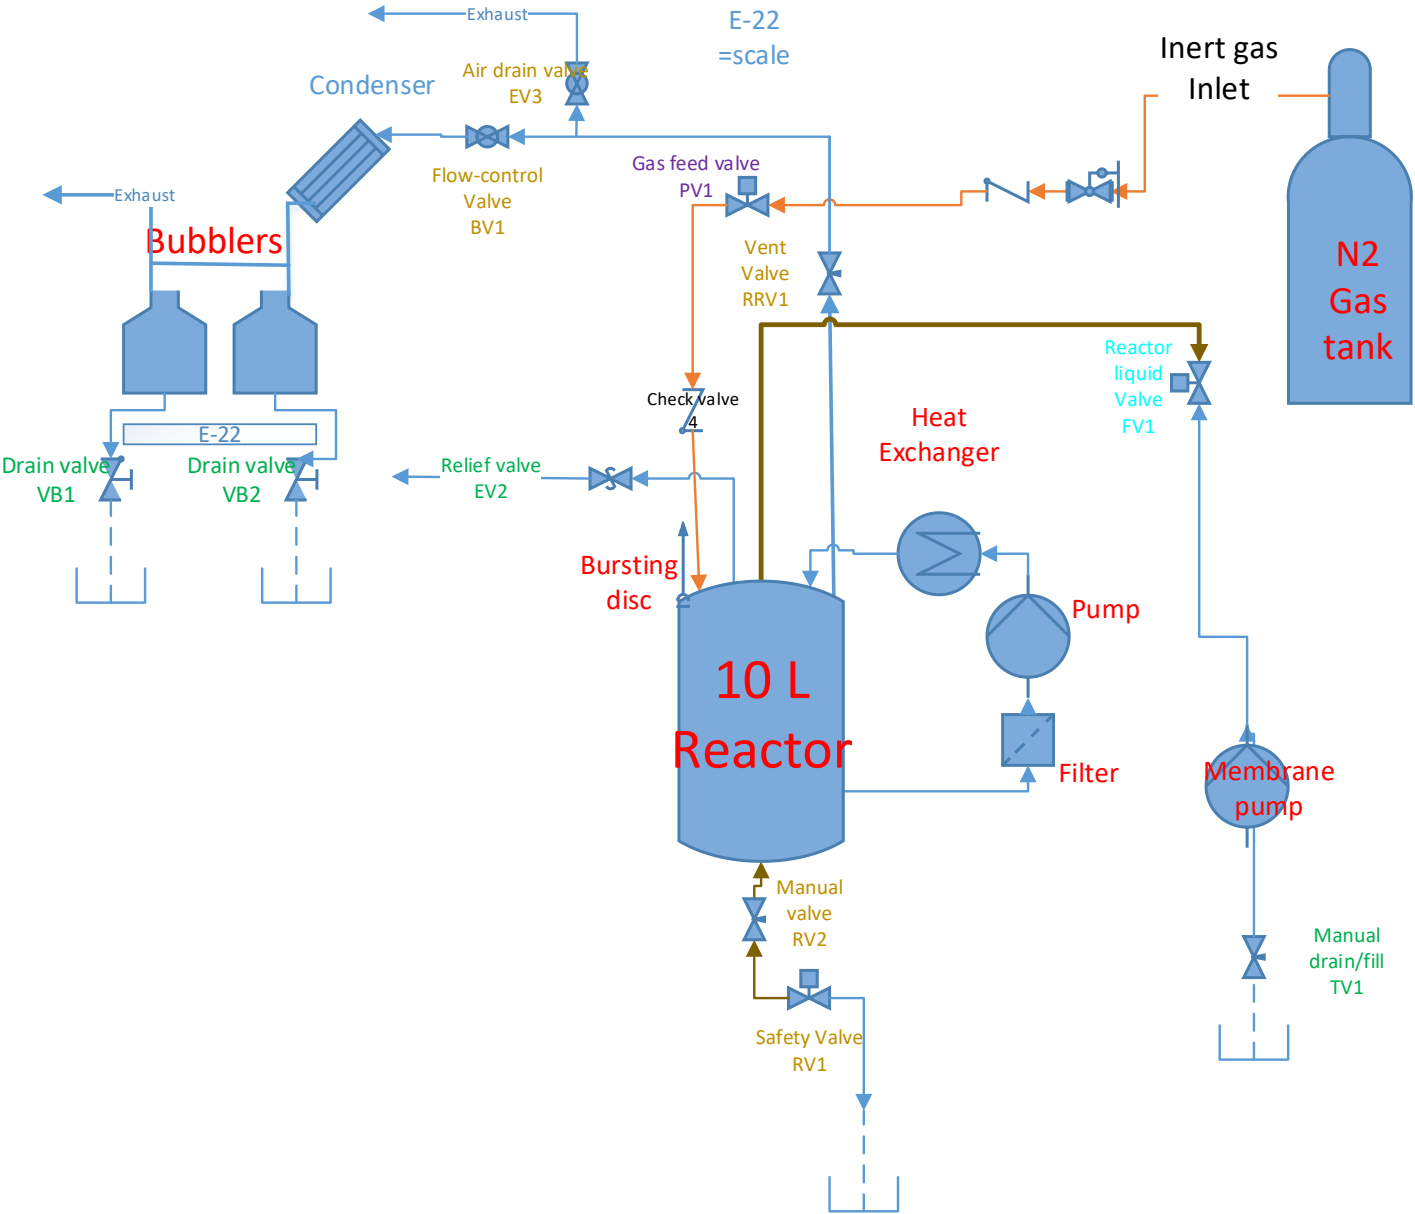 Exhaust
E-22
=scale
Inert gas
Inlet
Air drain valve
EV3
Condenser
Gas feed valve
PV1
Flow-control
Valve
BV1
Exhaust
Bubblers
Vent
Valve
RRV1
N2
Gas
tank
Reactor
liquid
Valve
FV1
Check valve
4
Heat
Exchanger
E-22
Drain valve
VB1
Drain valve
VB2
Relief valve
EV2
Bursting
disc
Pump
10 L
Reactor
Filter
Membrane
pump
Manual
valve
RV2
Manual
drain/fill
TV1
Safety Valve
RV1